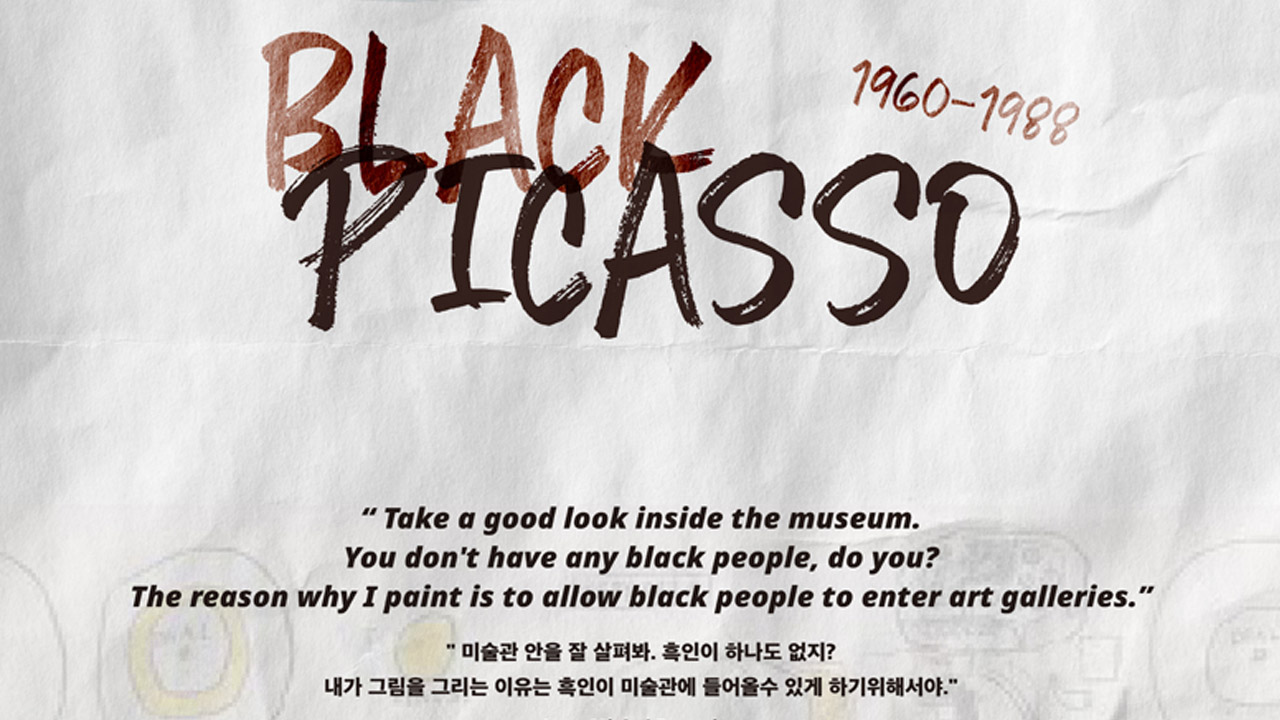 BLACK
1960-1988
PICASSO
“ Take a good look inside the museum.
You don't have any black people, do you?
The reason why I paint is to allow black people to enter art galleries.”
" 미술관 안을 잘 살펴봐. 흑인이 하나도 없지?
내가 그림을 그리는 이유는 흑인이 미술관에 들어올수 있게 하기위해서야."